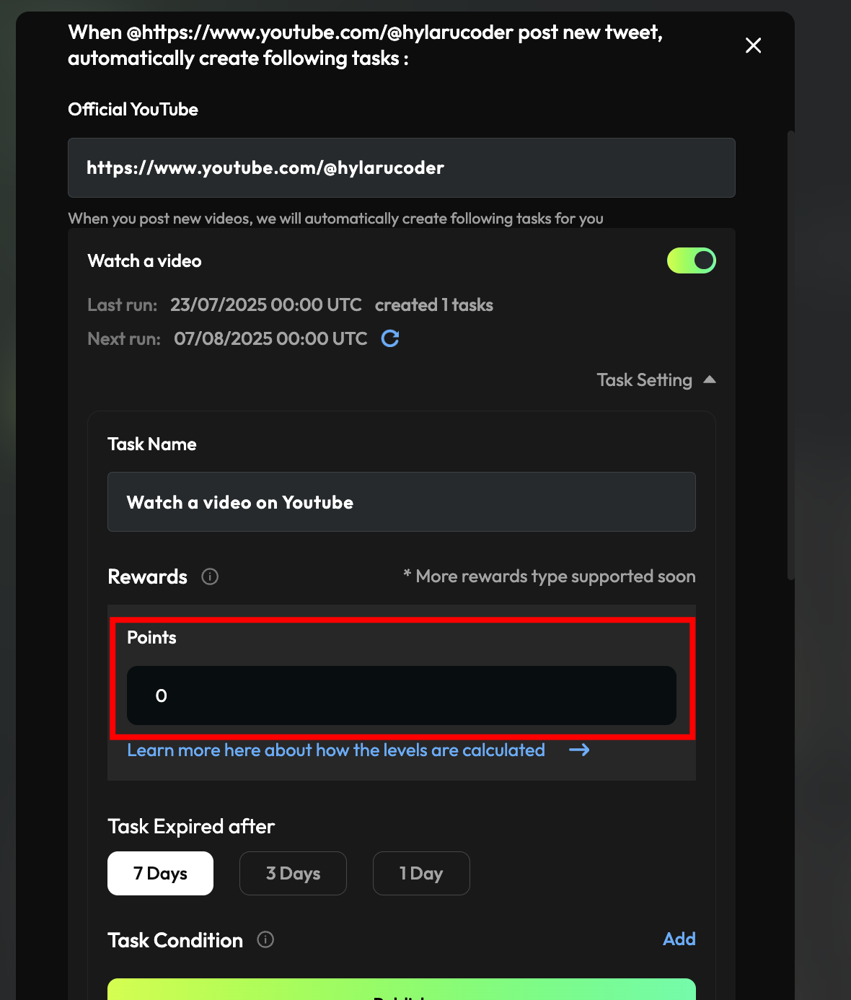 When @https://www.youtube.com/@hylarucoder post new tweet,
automatically create following tasks :
Official YouTube
https://www.youtube.com/@hylarucoder
When you post new videos, we will automatically create following tasks for you
Watch a video
Last run: 23/07/2025 00:00 UTC created 1 tasks
Next run: 07/08/2025 00:00 UTC
Task Setting
Task Name
Watch a video on Youtube
Rewards * More rewards type supported soon
Points
0
Learn more here about how the levels are calculated →
Task Expired after
7 Days 3 Days 1 Day
Task Condition Add